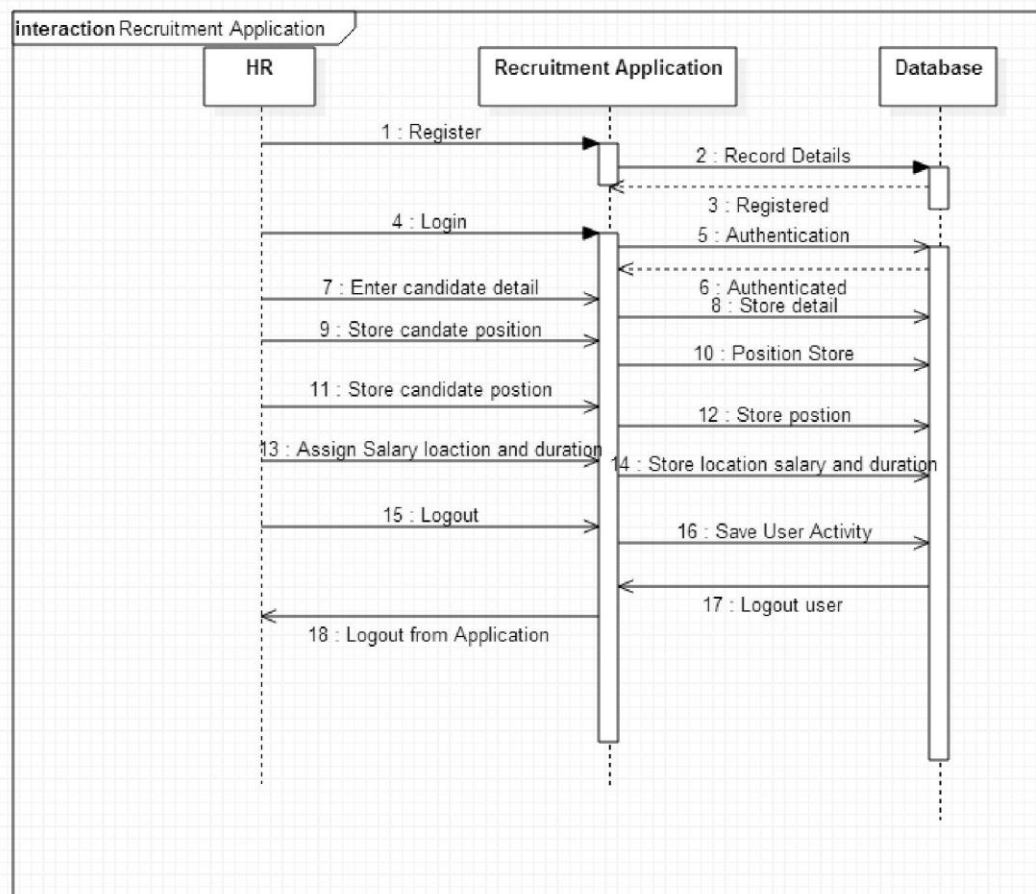 interaction Recruitment Application
HR
Recruitment Application
Database
1 : Register
2 : Record Details
3 : Registered
4 : Login
5 : Authentication
6 : Authenticated
7 : Enter candidate detail
8 : Store detail
9 : Store candate position
10 : Position Store
11 : Store candidate postion
12 : Store postion
13 : Assign Salary loaction and duration
14 : Store location salary and duration
15 : Logout
16 : Save User Activity
17 : Logout user
18 : Logout from Application